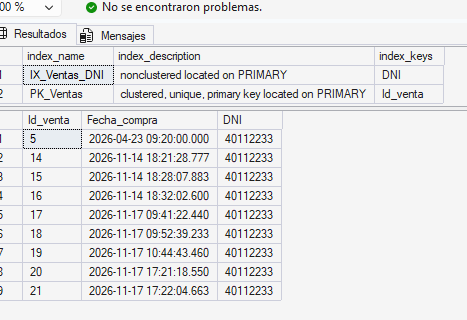 00 %
No se encontraron problemas.
Resultados Mensajes
index_name index_description index_keys
1 IX_Ventas_DNI nonclustered located on PRIMARY DNI
2 PK_Ventas clustered, unique, primary key located on PRIMARY Id_venta
Id_venta Fecha_compra DNI
1 5 2026-04-23 09:20:00.000 40112233
2 14 2026-11-14 18:21:28.777 40112233
3 15 2026-11-14 18:28:07.883 40112233
4 16 2026-11-14 18:32:02.600 40112233
5 17 2026-11-17 09:41:22.440 40112233
6 18 2026-11-17 09:52:39.233 40112233
7 19 2026-11-17 10:44:43.460 40112233
8 20 2026-11-17 17:21:18.550 40112233
9 21 2026-11-17 17:22:04.663 40112233